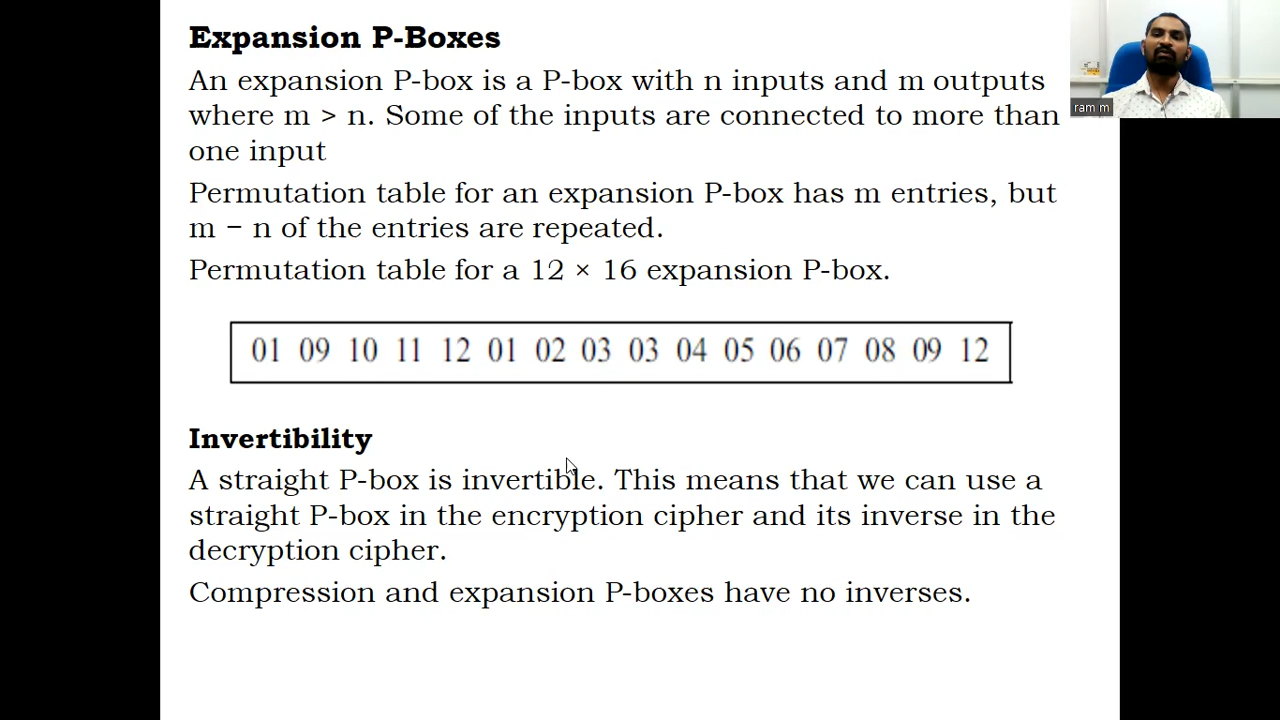 Expansion P-Boxes
An expansion P-box is a P-box with n inputs and m outputs
where m > n. Some of the inputs are connected to more than
one input
Permutation table for an expansion P-box has m entries, but
m − n of the entries are repeated.
Permutation table for a 12 × 16 expansion P-box.
01 09 10 11 12 01 02 03 03 04 05 06 07 08 09 12
Invertibility
A straight P-box is invertible. This means that we can use a
straight P-box in the encryption cipher and its inverse in the
decryption cipher.
Compression and expansion P-boxes have no inverses.
ram m